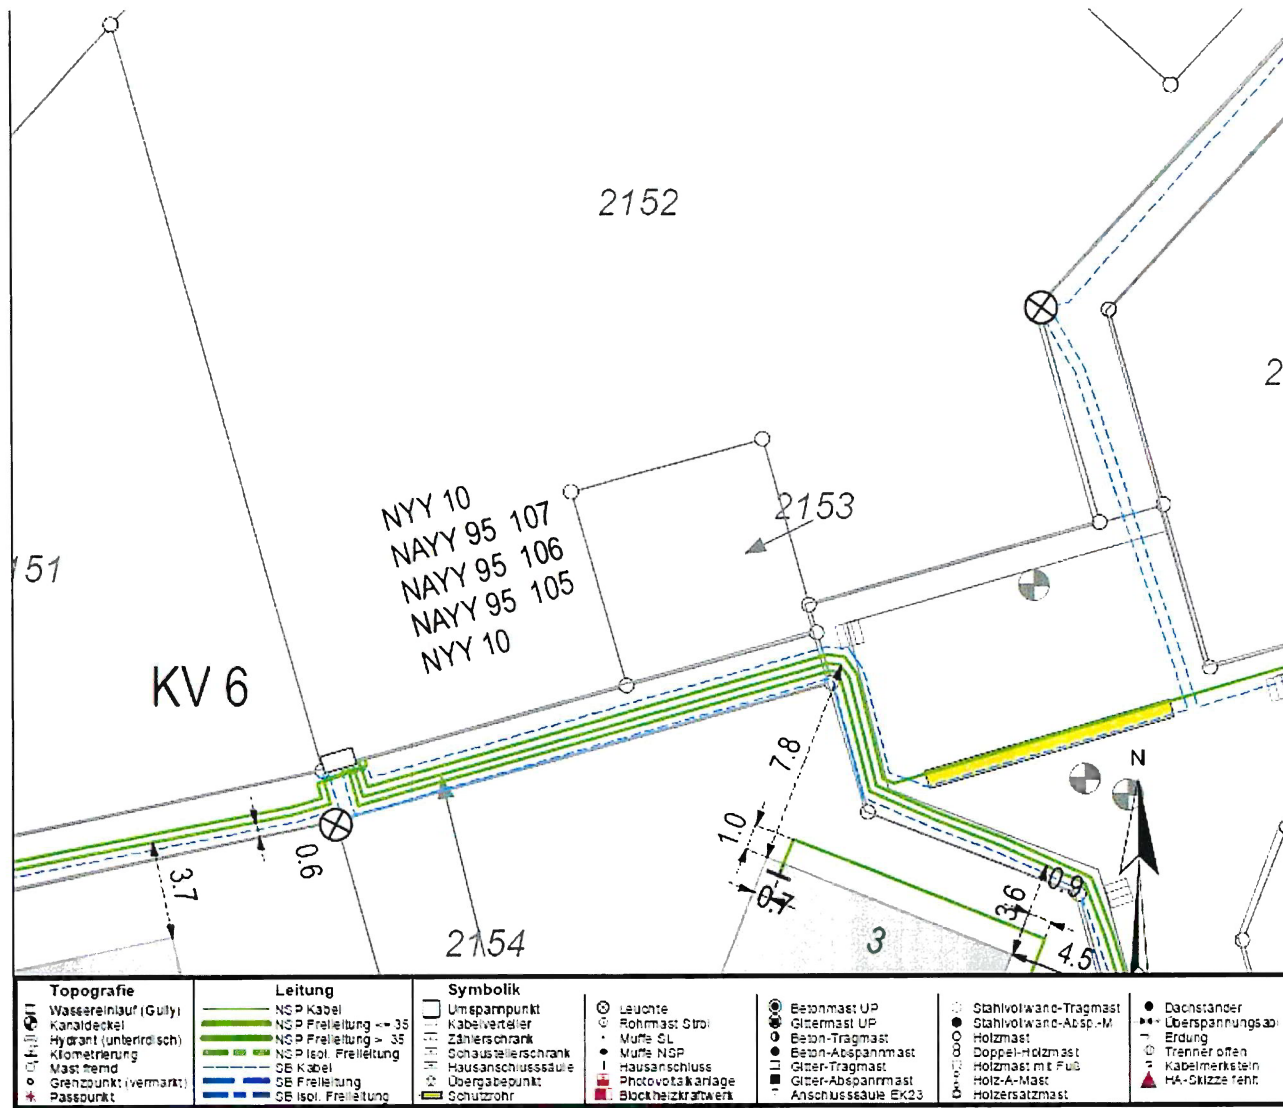 2152
2
2153
NYY 10
NAYY 95 107
NAYY 95 106
NAYY 95 105
NYY 10
151
KV 6
7.8
N
1.0
0.6
3.7
0.7
0.9
3.6
4.5
2154
3
Topografie
Wassereinlauf (Gully)
Kanaldeckel
Hydrant (unterirdisch)
Kilometrierung
Mast fremd
Grenzpunkt (vermarkt)
Passpunkt
Leitung
NSP Kabel
NSP Freileitung <= 35
NSP Freileitung > 35
NSP Isol. Freileitung
SB Kabel
SB Freileitung
SB Isol. Freileitung
Symbolik
Umspannpunkt
Kabelverteiler
Zählerschrank
Schaustellerschrank
Hausanschlusssäule
Übergabepunkt
Schutzrohr
Leuchte
Rohrmast Strbl
Muffe SL
Muffe NSP
Hausanschluss
Photovoltaikanlage
Blockheizkraftwerk
Betonmast UP
Gittermast UP
Beton-Tragmast
Beton-Abspannmast
Gitter-Tragmast
Gitter-Abspannmast
Anschlusssäule EK23
Stahlvollwand-Tragmast
Stahlvollwand-Absp.-M
Holzmast
Doppel-Holzmast
Holzmast mit Fuß
Holz-A-Mast
Holzersatzmast
Dachständer
Überspannungsab
Erdung
Trenner offen
Kabelmerkstein
HA-Skizze fehlt